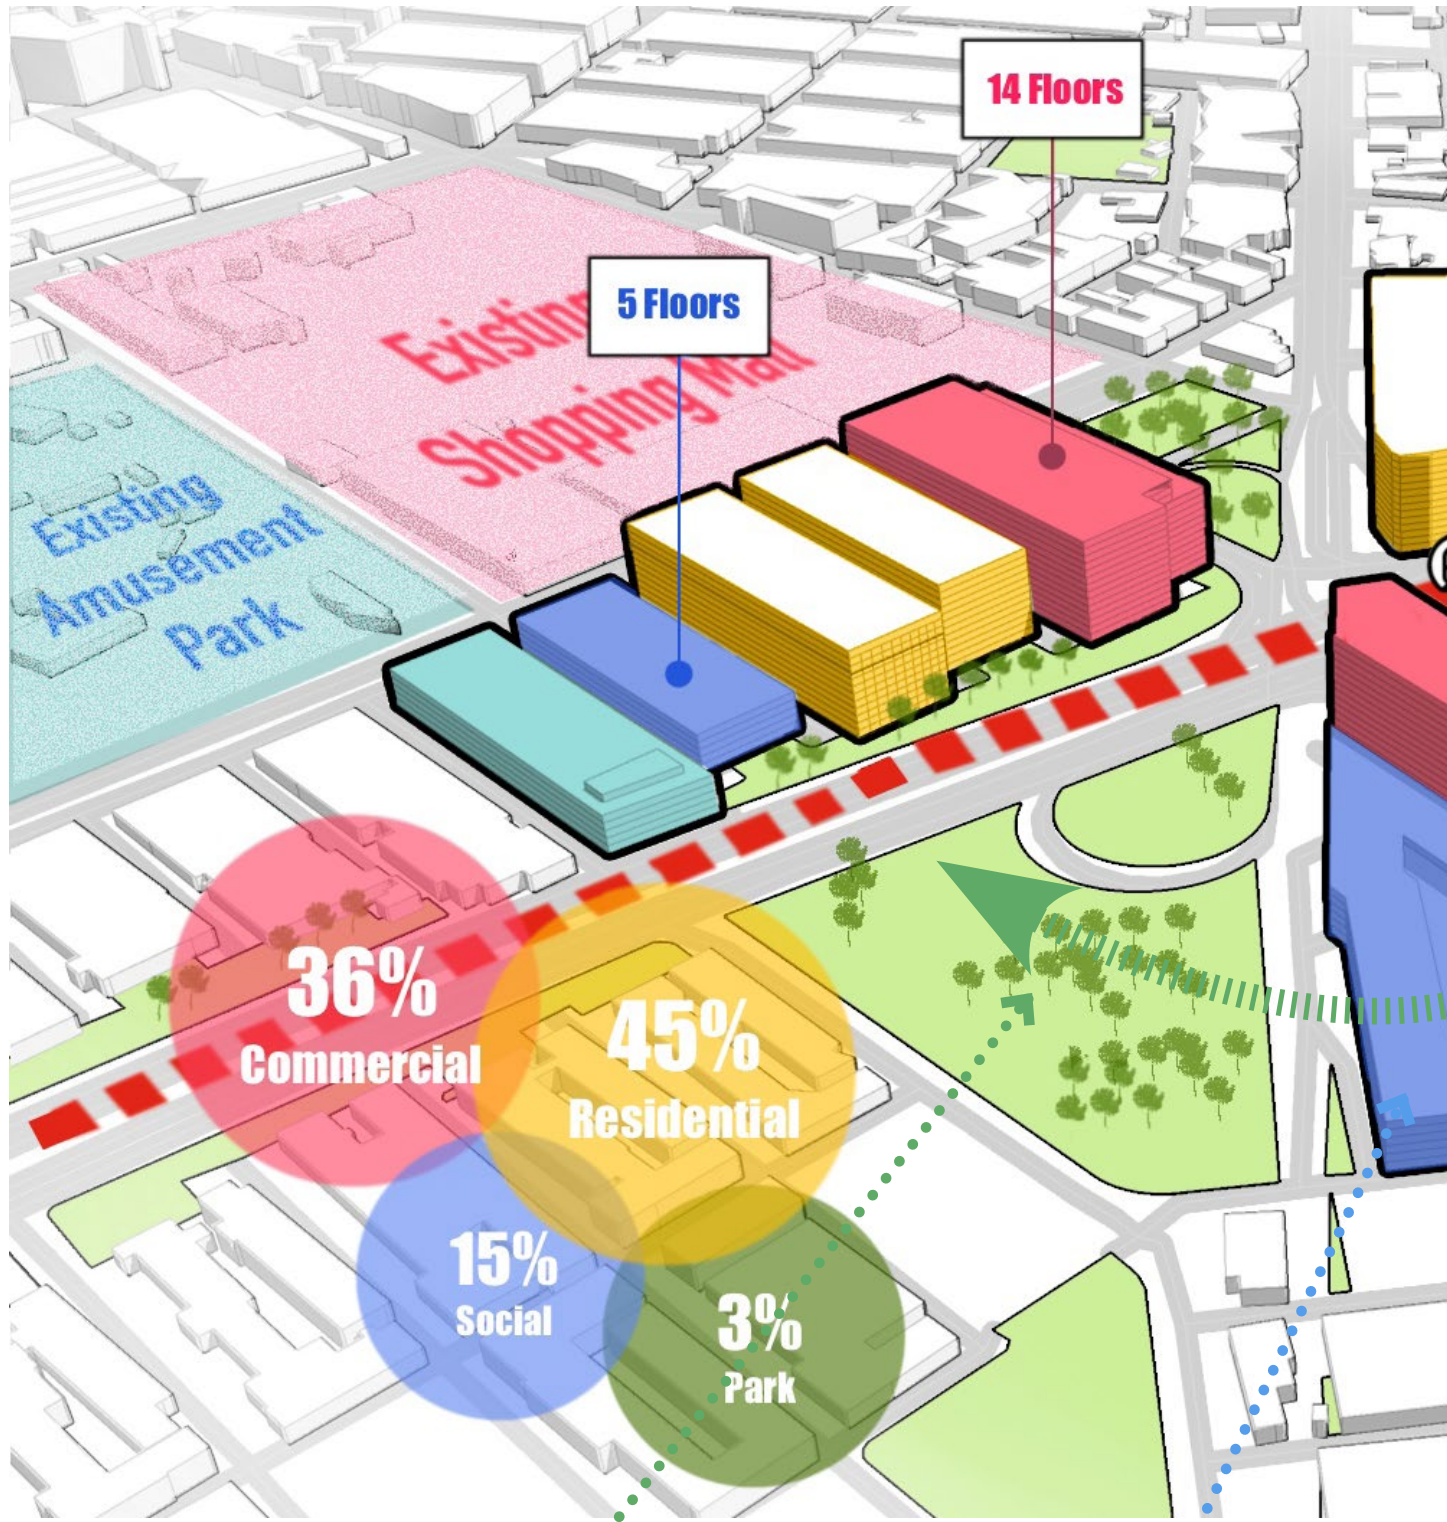 14 Floors
5 Floors
Existing
Shopping Mall
Existing
Amusement
Park
36%
Commercial
45%
Residential
15%
Social
3%
Park